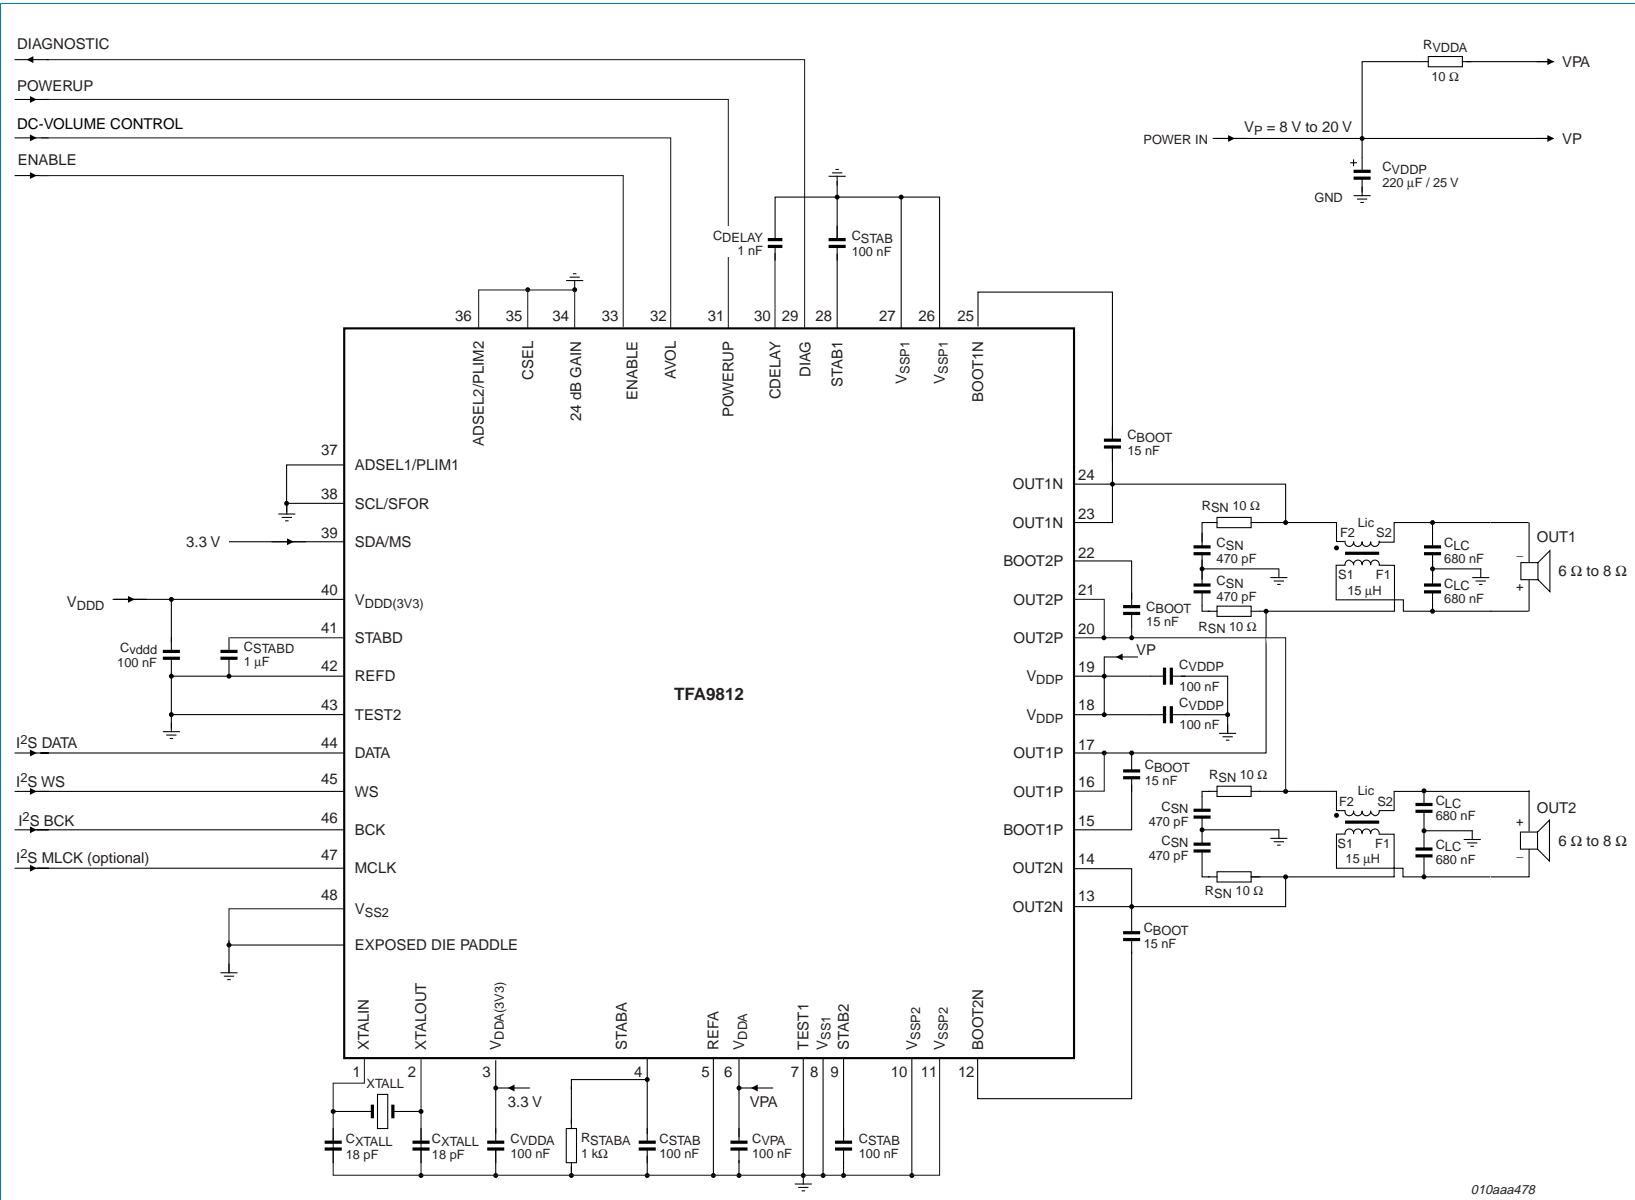 DIAGNOSTIC
POWERUP
DC-VOLUME CONTROL
ENABLE
RVDDA
10 Ω
VPA
POWER IN
VP = 8 V to 20 V
VP
+
CVDDP
220 μF / 25 V
GND
CDELAY
1 nF
CSTAB
100 nF
36
35
34
33
32
31
30
29
28
27
26
25
ADSEL2/PLIM2
CSEL
24 dB GAIN
ENABLE
AVOL
POWERUP
CDELAY
DIAG
STAB1
VSSP1
VSSP1
BOOT1N
37
ADSEL1/PLIM1
38
SCL/SFOR
3.3 V
39
SDA/MS
VDDD
40
VDDD(3V3)
41
STABD
Cvddd
100 nF
CSTABD
1 μF
42
REFD
43
TEST2
I2S DATA
44
DATA
I2S WS
45
WS
I2S BCK
46
BCK
I2S MLCK (optional)
47
MCLK
48
VSS2
EXPOSED DIE PADDLE
TFA9812
CBOOT
15 nF
OUT1N
24
OUT1N
23
BOOT2P
22
OUT2P
21
CBOOT
15 nF
OUT2P
20
VP
VDDP
19
CVDDP
100 nF
VDDP
18
CVDDP
100 nF
OUT1P
17
CBOOT
15 nF
OUT1P
16
BOOT1P
15
OUT2N
14
OUT2N
13
CBOOT
15 nF
RSN 10 Ω
CSN
470 pF
CSN
470 pF
RSN 10 Ω
Lic
F2
S2
S1
F1
15 μH
CLC
680 nF
CLC
680 nF
OUT1
−
+
6 Ω to 8 Ω
RSN 10 Ω
CSN
470 pF
CSN
470 pF
RSN 10 Ω
Lic
F2
S2
S1
F1
15 μH
CLC
680 nF
CLC
680 nF
OUT2
+
−
6 Ω to 8 Ω
XTALIN
XTALOUT
VDDA(3V3)
STABA
REFA
VDDA
TEST1
VSS1
STAB2
VSSP2
VSSP2
BOOT2N
1
2
3
4
5
6
7
8
9
10
11
12
XTALL
3.3 V
VPA
CXTALL
18 pF
CXTALL
18 pF
CVDDA
100 nF
RSTABA
1 kΩ
CSTAB
100 nF
CVPA
100 nF
CSTAB
100 nF
010aaa478